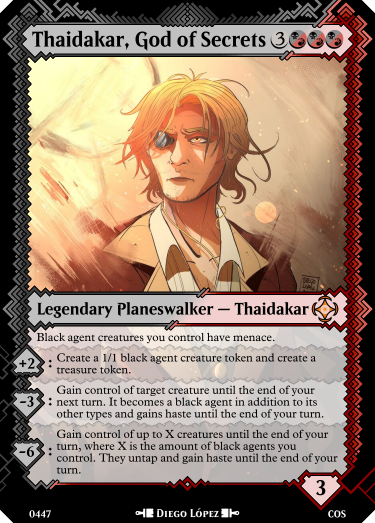 Thaidakar, God of Secrets 3
Legendary Planeswalker — Thaidakar
Black agent creatures you control have menace.
+2 : Create a 1/1 black agent creature token and create a
treasure token.
−3 : Gain control of target creature until the end of your
next turn. It becomes a black agent in addition to its
other types and gains haste until the end of your turn.
−6 : Gain control of up to X creatures until the end of your
turn, where X is the amount of black agents you
control. They untap and gain haste until the end of your
turn.
3
0447 DIEGO LÓPEZ COS